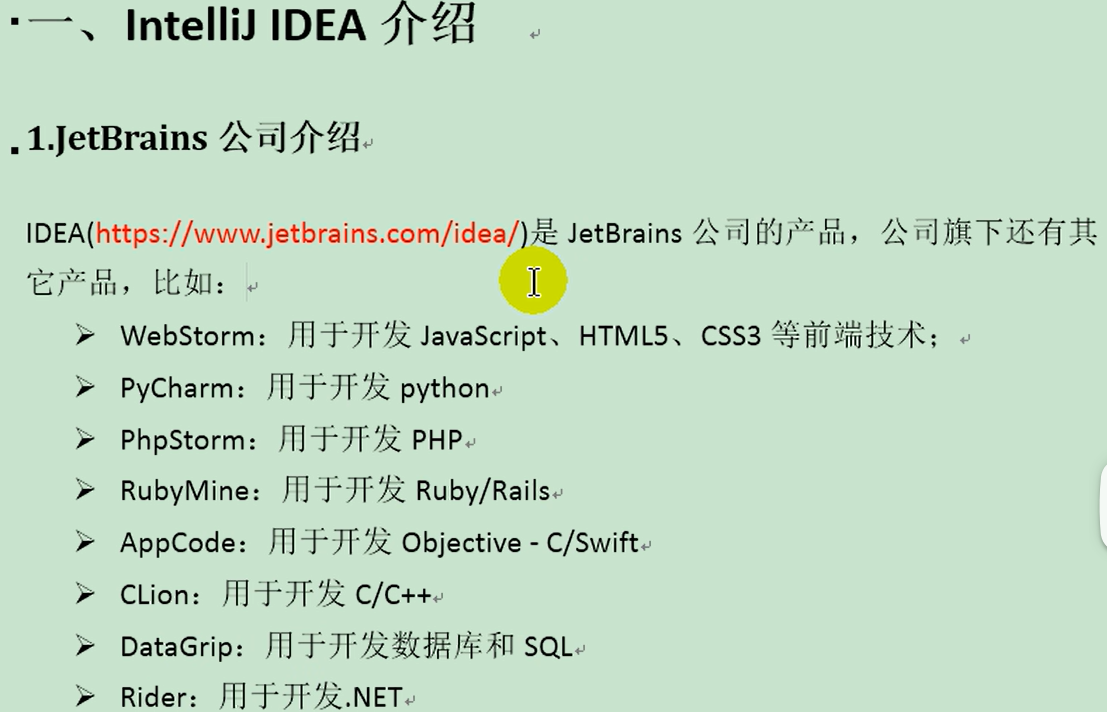 一、IntelliJ IDEA 介绍
1.JetBrains 公司介绍
IDEA(https://www.jetbrains.com/idea/)是 JetBrains 公司的产品，公司旗下还有其
它产品，比如：
➢ WebStorm：用于开发 JavaScript、HTML5、CSS3 等前端技术；
➢ PyCharm：用于开发 python
➢ PhpStorm：用于开发 PHP
➢ RubyMine：用于开发 Ruby/Rails
➢ AppCode：用于开发 Objective - C/Swift
➢ CLion：用于开发 C/C++
➢ DataGrip：用于开发数据库和 SQL
➢ Rider：用于开发.NET